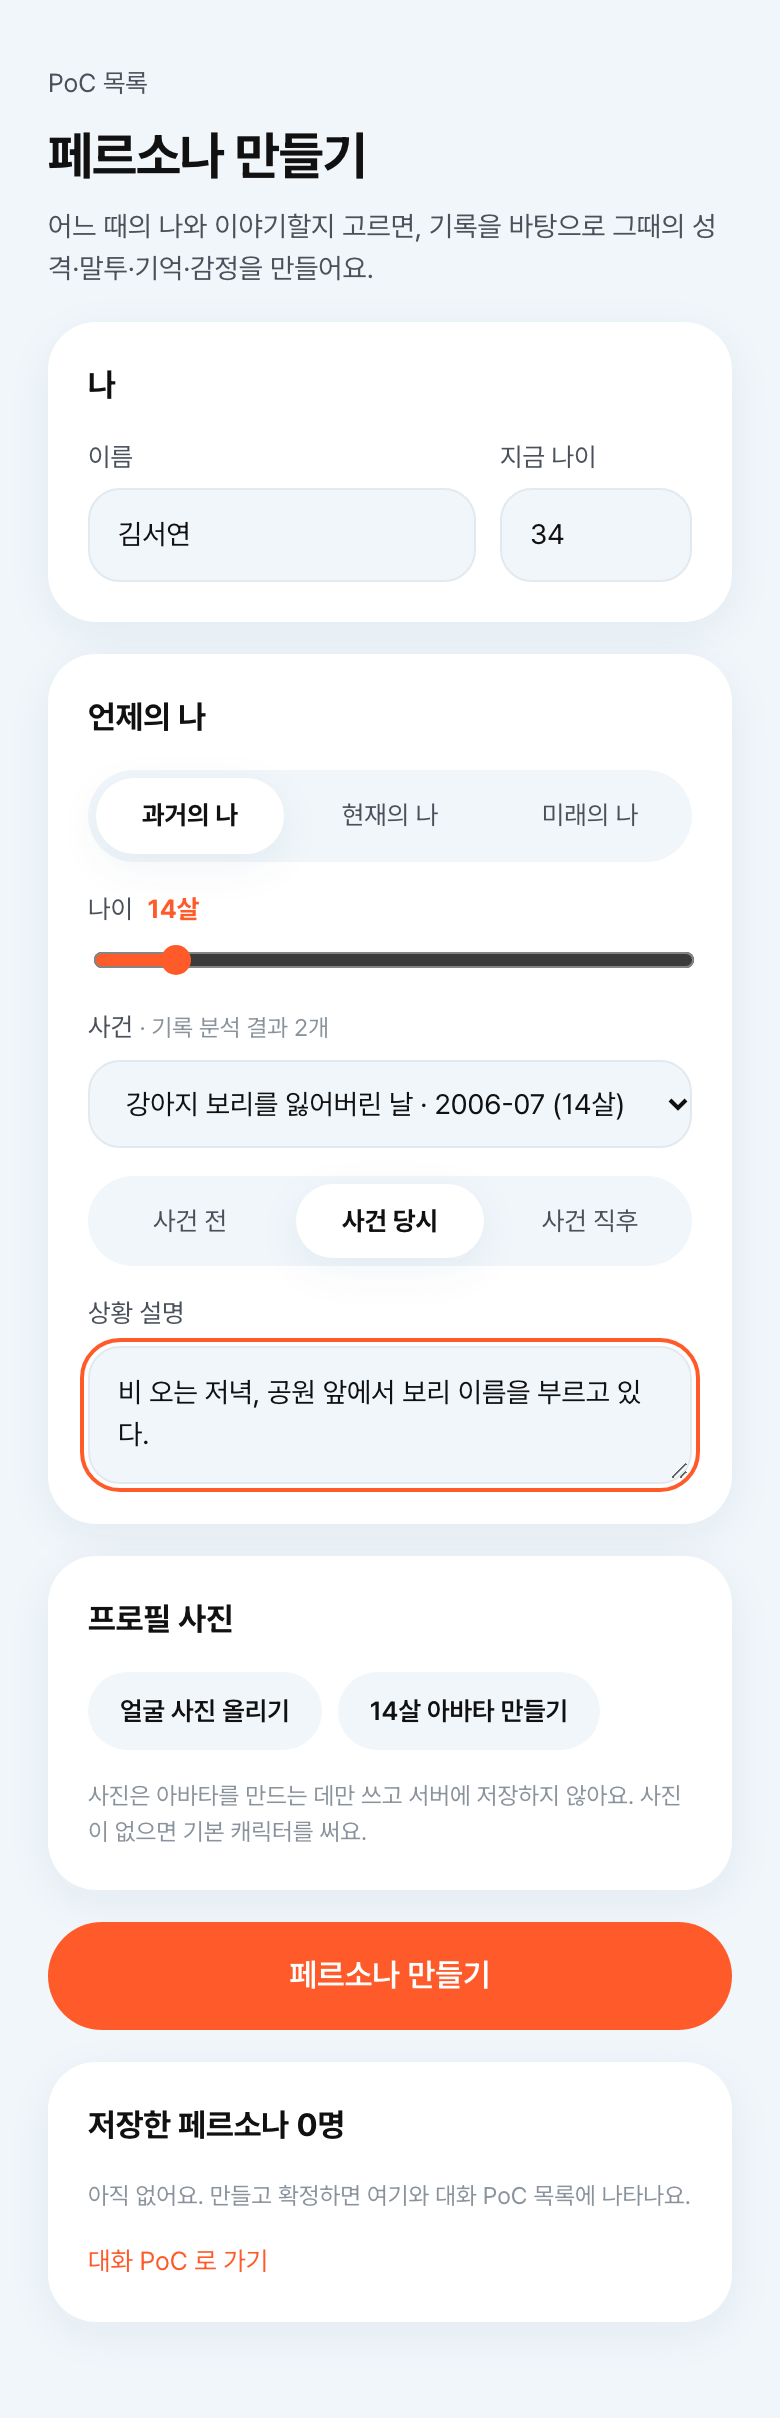 PoC 목록
페르소나 만들기
어느 때의 나와 이야기할지 고르면, 기록을 바탕으로 그때의 성
격·말투·기억·감정을 만들어요.
나
이름
지금 나이
김서연
34
언제의 나
과거의 나
현재의 나
미래의 나
나이 14살
사건 · 기록 분석 결과 2개
강아지 보리를 잃어버린 날 · 2006-07 (14살)
사건 전
사건 당시
사건 직후
상황 설명
비 오는 저녁, 공원 앞에서 보리 이름을 부르고 있
다.
프로필 사진
얼굴 사진 올리기
14살 아바타 만들기
사진은 아바타를 만드는 데만 쓰고 서버에 저장하지 않아요. 사진
이 없으면 기본 캐릭터를 써요.
페르소나 만들기
저장한 페르소나 0명
아직 없어요. 만들고 확정하면 여기와 대화 PoC 목록에 나타나요.
대화 PoC 로 가기